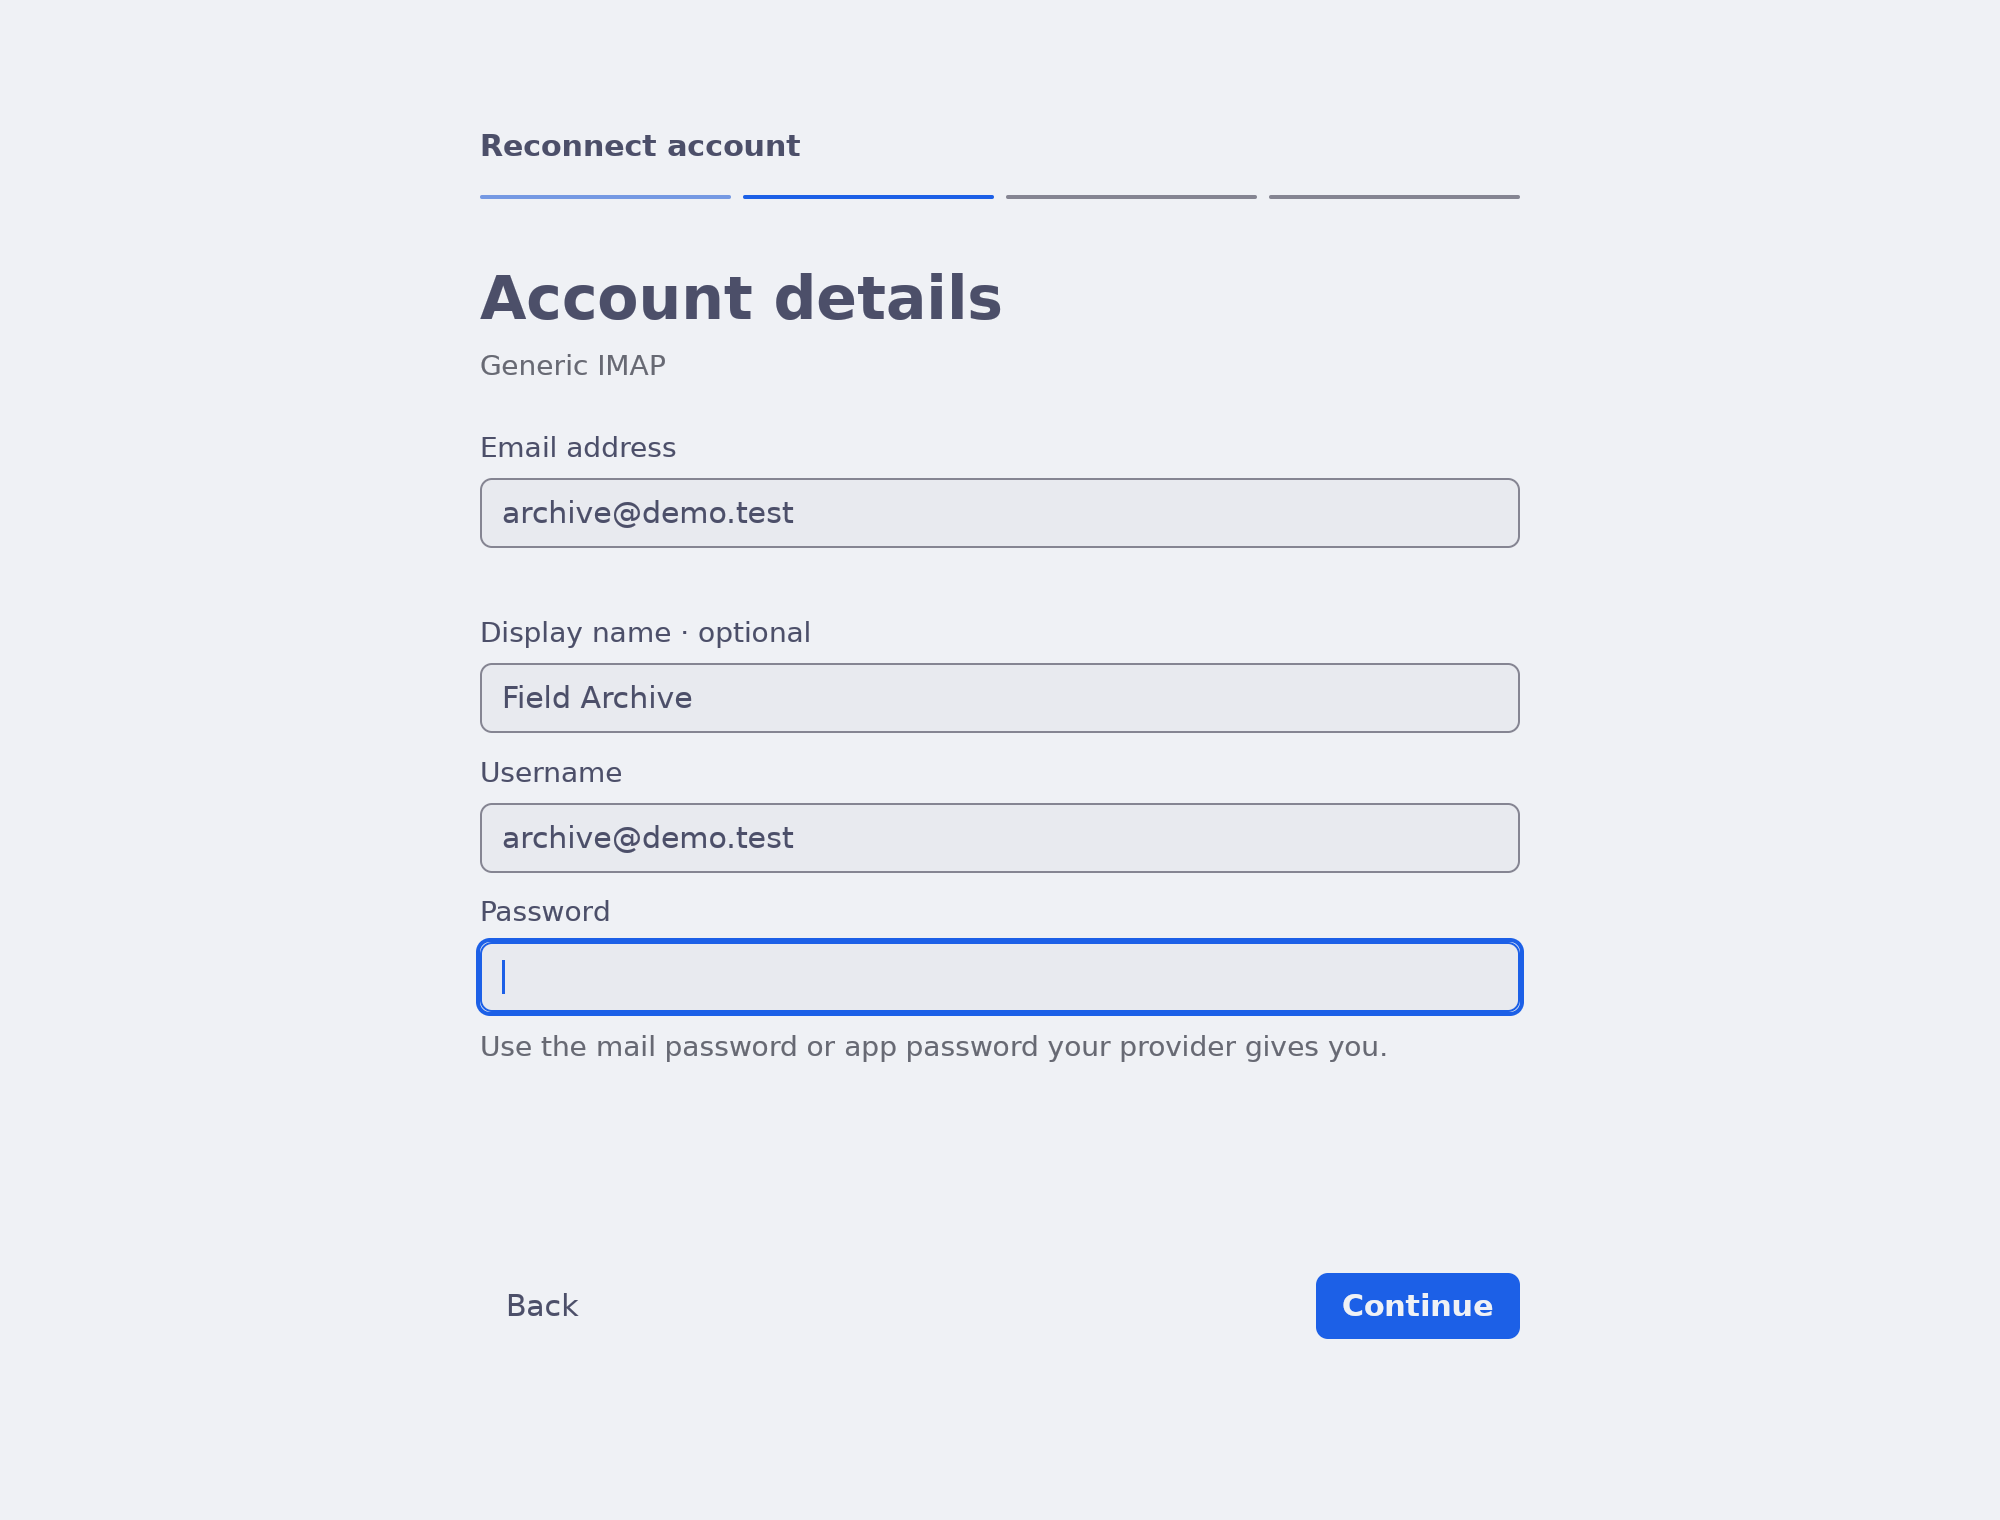 Reconnect account
Account details
Generic IMAP
Email address
archive@demo.test
Display name · optional
Field Archive
Username
archive@demo.test
Password
Use the mail password or app password your provider gives you.
Back
Continue